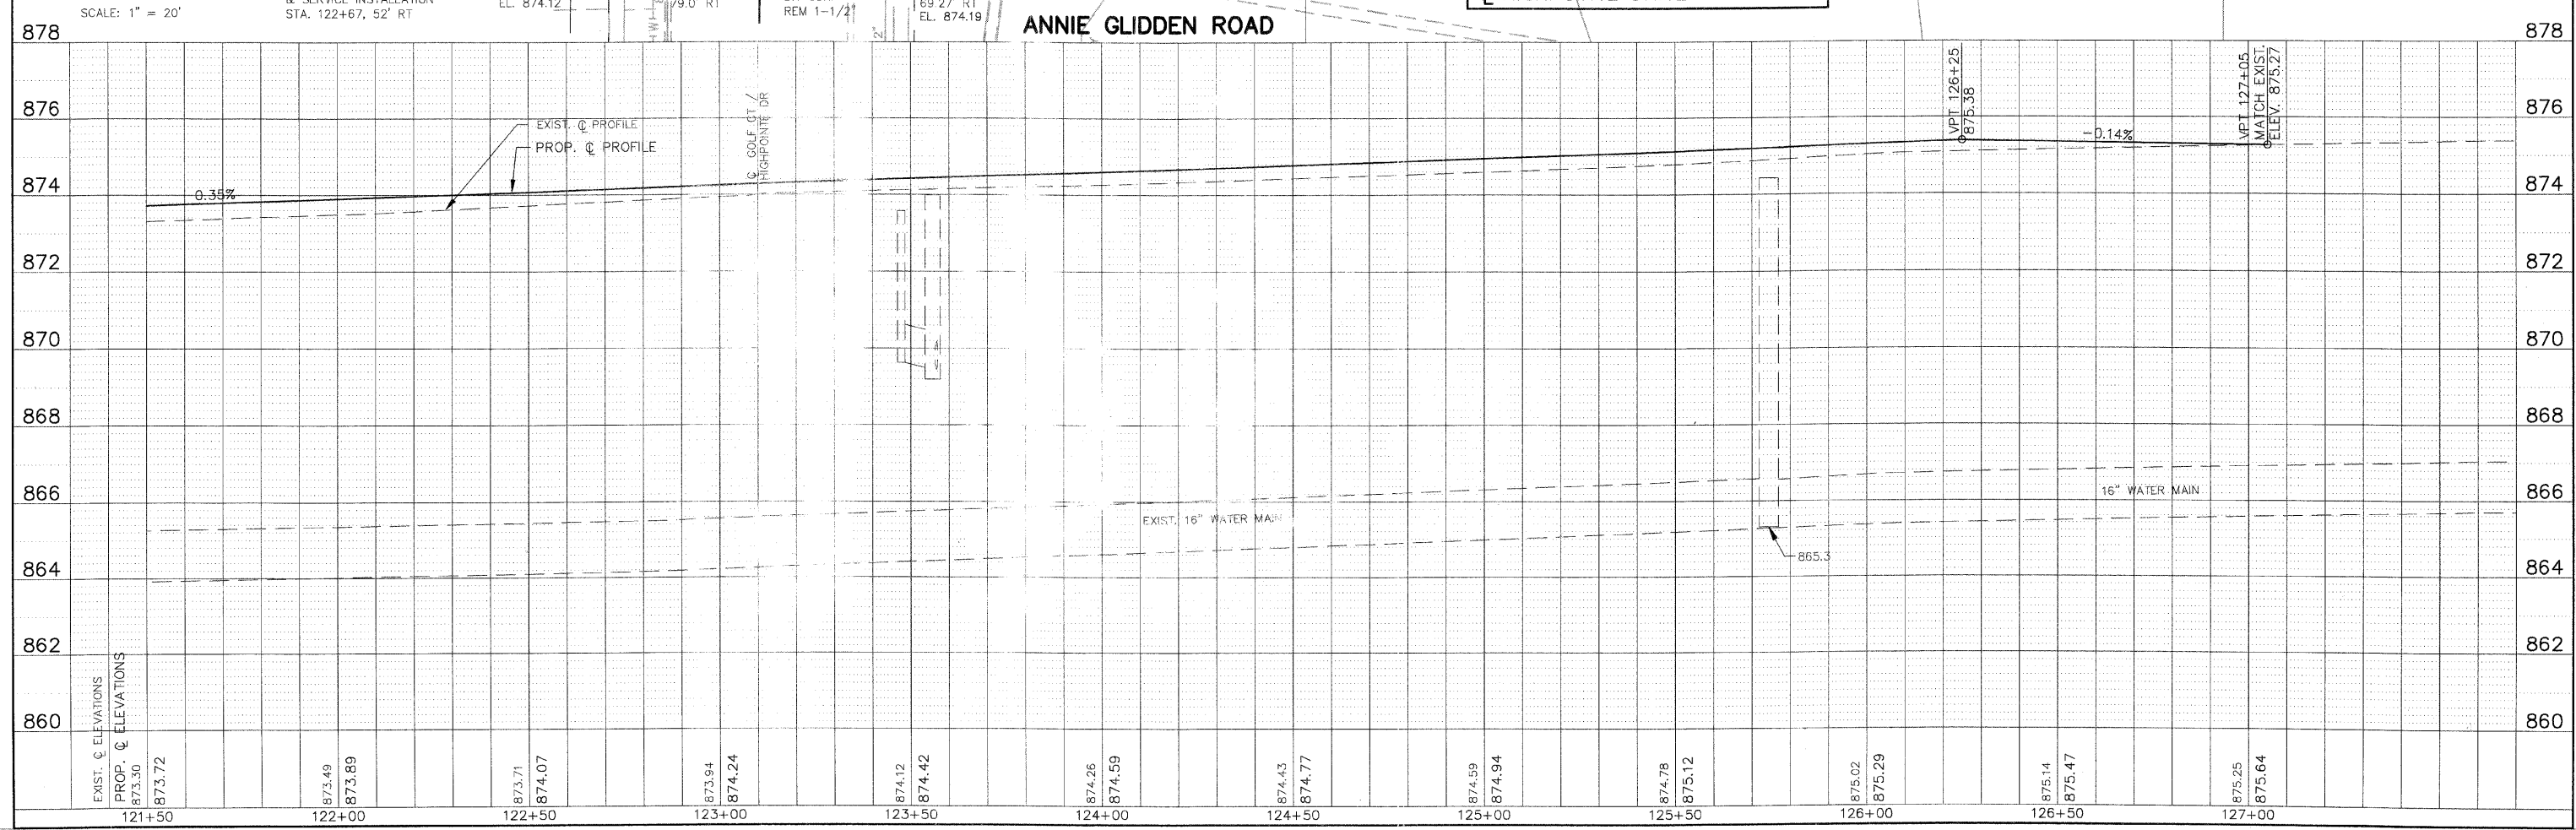 SCALE: 1" = 20'
& SERVICE INSTALLATION
STA. 122+67, 52' RT
EL. 874.12
79.0' RT
REM 1-1/2"
2"
69.27' RT
EL. 874.19
ANNIE GLIDDEN ROAD
878
878
876
876
874
874
872
872
870
870
868
868
866
866
864
864
862
862
860
860
EXIST. ℄ PROFILE
PROP. ℄ PROFILE
0.35%
℄ GOLF CT /
HIGHPOINTE DR
VPT 126+25
875.38
-0.14%
VPT 127+05
MATCH EXIST.
ELEV. 875.27
EXIST. 16" WATER MAIN
16" WATER MAIN
865.3
EXIST. ℄ ELEVATIONS
PROP. ℄ ELEVATIONS
873.30
873.72
873.49
873.89
873.71
874.07
873.94
874.24
874.12
874.42
874.26
874.59
874.43
874.77
874.59
874.94
874.78
875.12
875.02
875.29
875.14
875.47
875.25
875.64
121+50
122+00
122+50
123+00
123+50
124+00
124+50
125+00
125+50
126+00
126+50
127+00